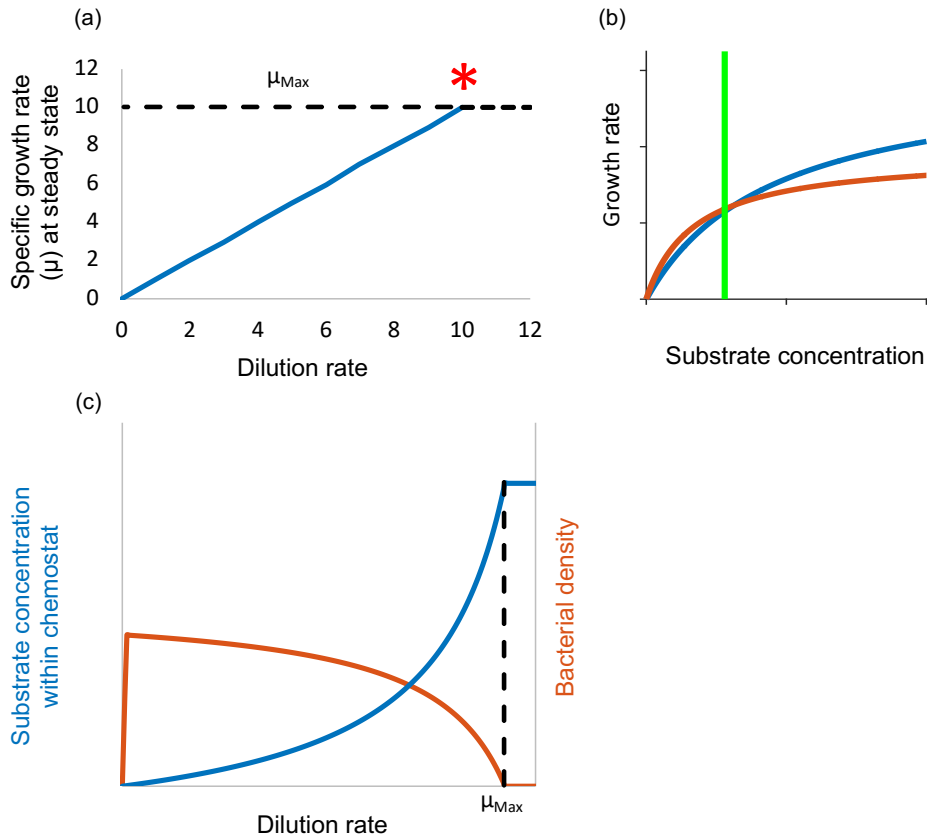 (a)
Specific growth rate
(μ) at steady state
12
10
8
6
4
2
0
μMax
*
0 2 4 6 8 10 12
Dilution rate
(b)
Growth rate
Substrate concentration
(c)
Substrate concentration
within chemostat
Bacterial density
μMax
Dilution rate